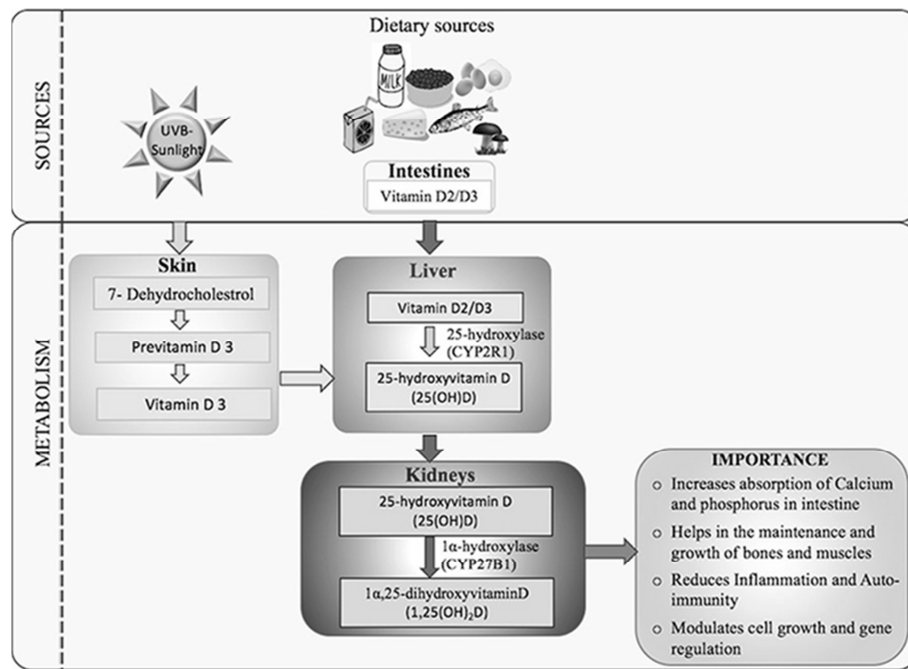 SOURCES
Dietary sources
MILK
UVB-
Sunlight
Intestines
Vitamin D2/D3
METABOLISM
Skin
7- Dehydrocholestrol
Previtamin D 3
Vitamin D 3
Liver
Vitamin D2/D3
25-hydroxylase
(CYP2R1)
25-hydroxyvitamin D
(25(OH)D)
Kidneys
25-hydroxyvitamin D
(25(OH)D)
1α-hydroxylase
(CYP27B1)
1α,25-dihydroxyvitaminD
(1,25(OH)₂D)
IMPORTANCE
○ Increases absorption of Calcium
and phosphorus in intestine
○ Helps in the maintenance and
growth of bones and muscles
○ Reduces Inflammation and Auto-
immunity
○ Modulates cell growth and gene
regulation